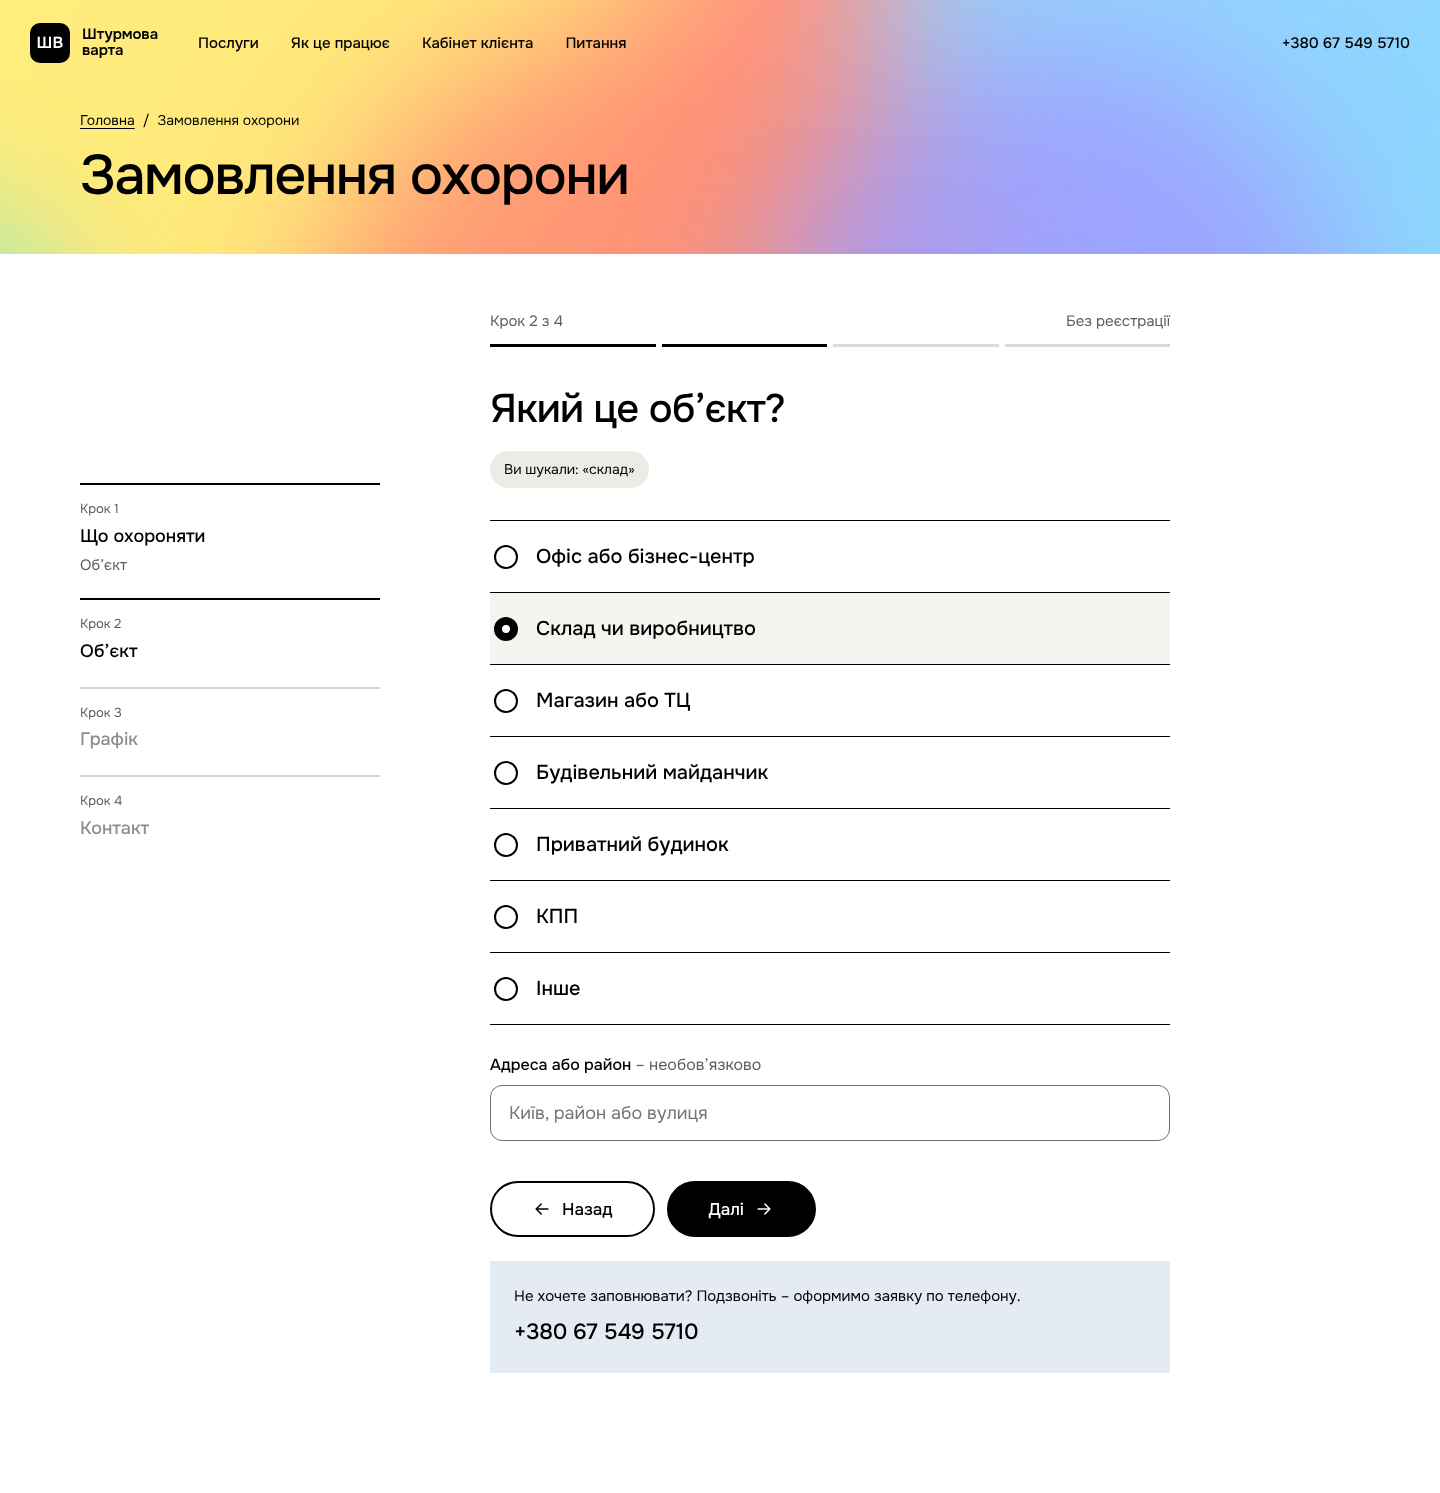 ШВ
Штурмова
варта
Послуги
Як це працює
Кабінет клієнта
Питання
+380 67 549 5710
Головна / Замовлення охорони
Замовлення охорони
Крок 2 з 4
Без реєстрації
Який це об’єкт?
Ви шукали: «склад»
Крок 1
Що охороняти
Об’єкт
Крок 2
Об’єкт
Крок 3
Графік
Крок 4
Контакт
Офіс або бізнес-центр
Склад чи виробництво
Магазин або ТЦ
Будівельний майданчик
Приватний будинок
КПП
Інше
Адреса або район – необов’язково
Київ, район або вулиця
← Назад
Далі →
Не хочете заповнювати? Подзвоніть – оформимо заявку по телефону.
+380 67 549 5710